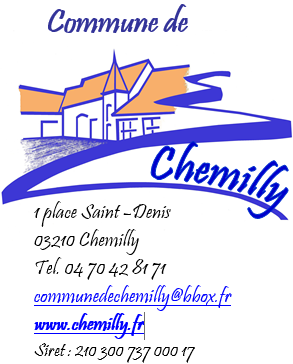 Commune de
Chemilly
1 place Saint -Denis
03210 Chemilly
Tel. 04 70 42 81 71
communedechemilly@bbox.fr
www.chemilly.fr
Siret : 210 300 737 000 17